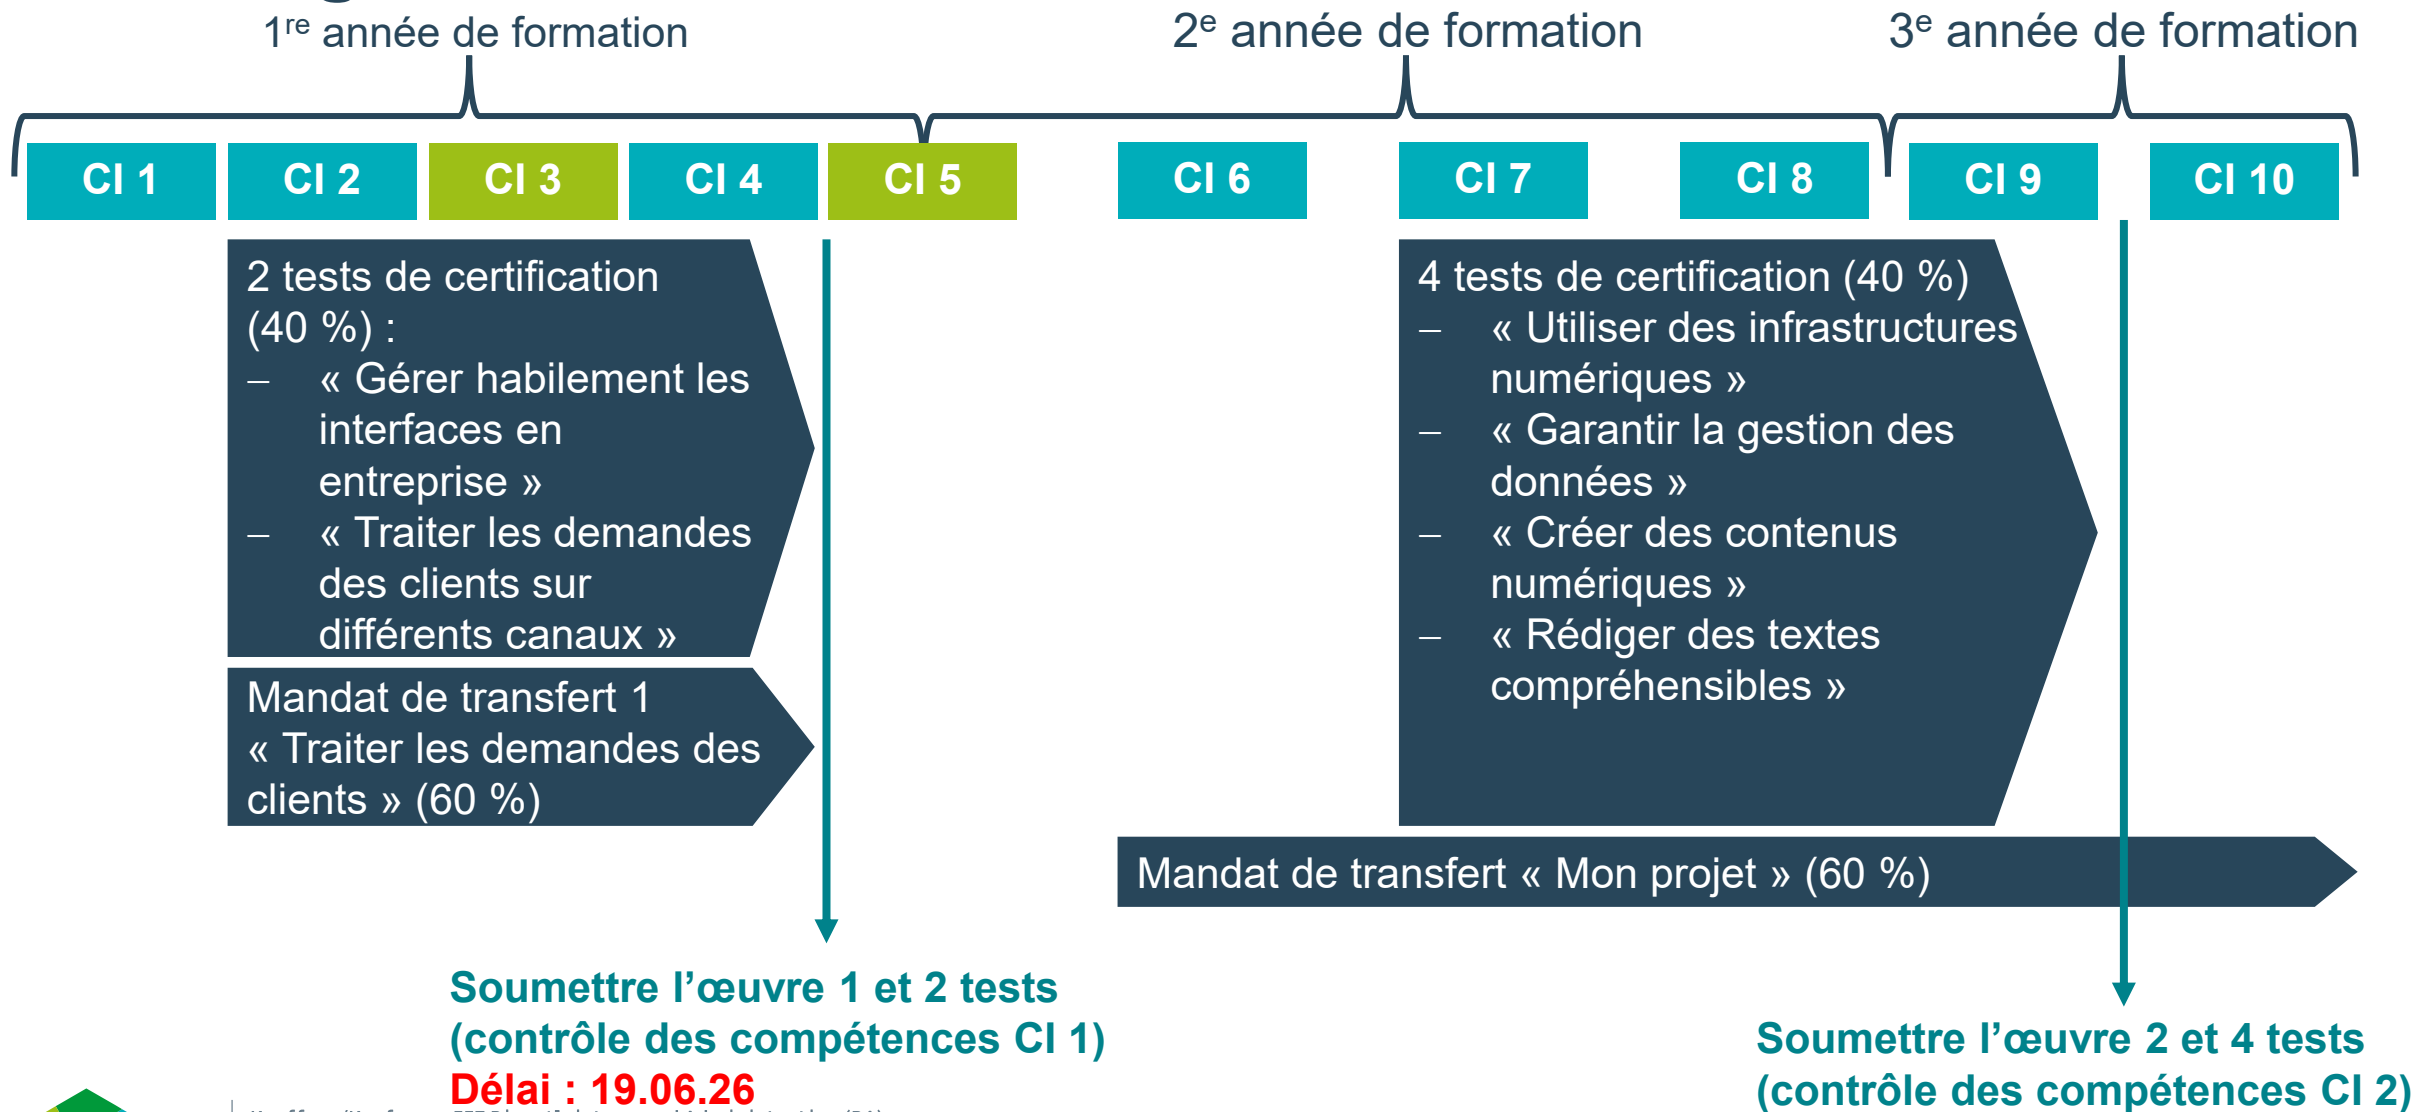 1re année de formation
2e année de formation
3e année de formation
CI 1
CI 2
CI 3
CI 4
CI 5
CI 6
CI 7
CI 8
CI 9
CI 10
2 tests de certification
(40 %) :
– « Gérer habilement les
interfaces en
entreprise »
– « Traiter les demandes
des clients sur
différents canaux »
Mandat de transfert 1
« Traiter les demandes des
clients » (60 %)
4 tests de certification (40 %)
– « Utiliser des infrastructures
numériques »
– « Garantir la gestion des
données »
– « Créer des contenus
numériques »
– « Rédiger des textes
compréhensibles »
Mandat de transfert « Mon projet » (60 %)
Soumettre l’œuvre 1 et 2 tests
(contrôle des compétences CI 1)
Délai : 19.06.26
Soumettre l’œuvre 2 et 4 tests
(contrôle des compétences CI 2)